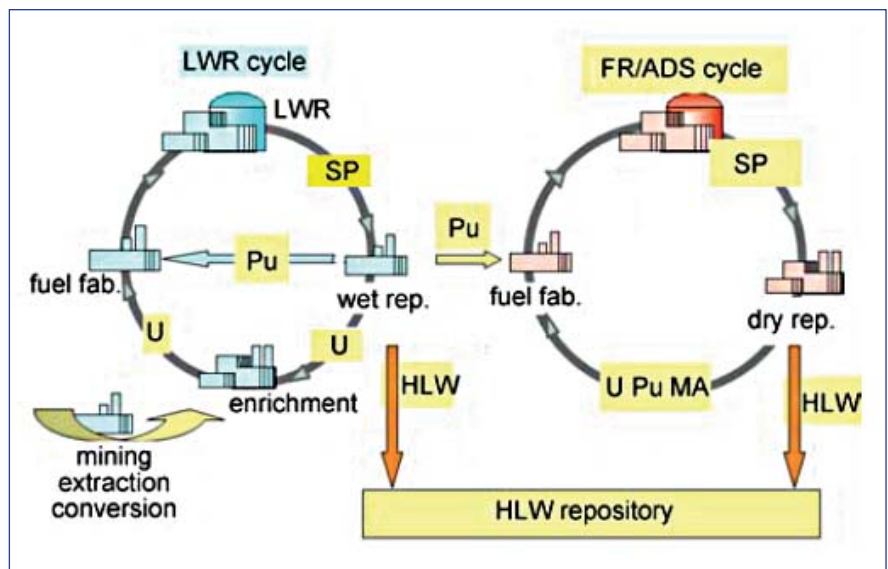 LWR cycle
LWR
SP
Pu
fuel fab.
wet rep.
U
U
enrichment
HLW
mining
extraction
conversion
Pu
FR/ADS cycle
SP
fuel fab.
dry rep.
U Pu MA
HLW
HLW repository